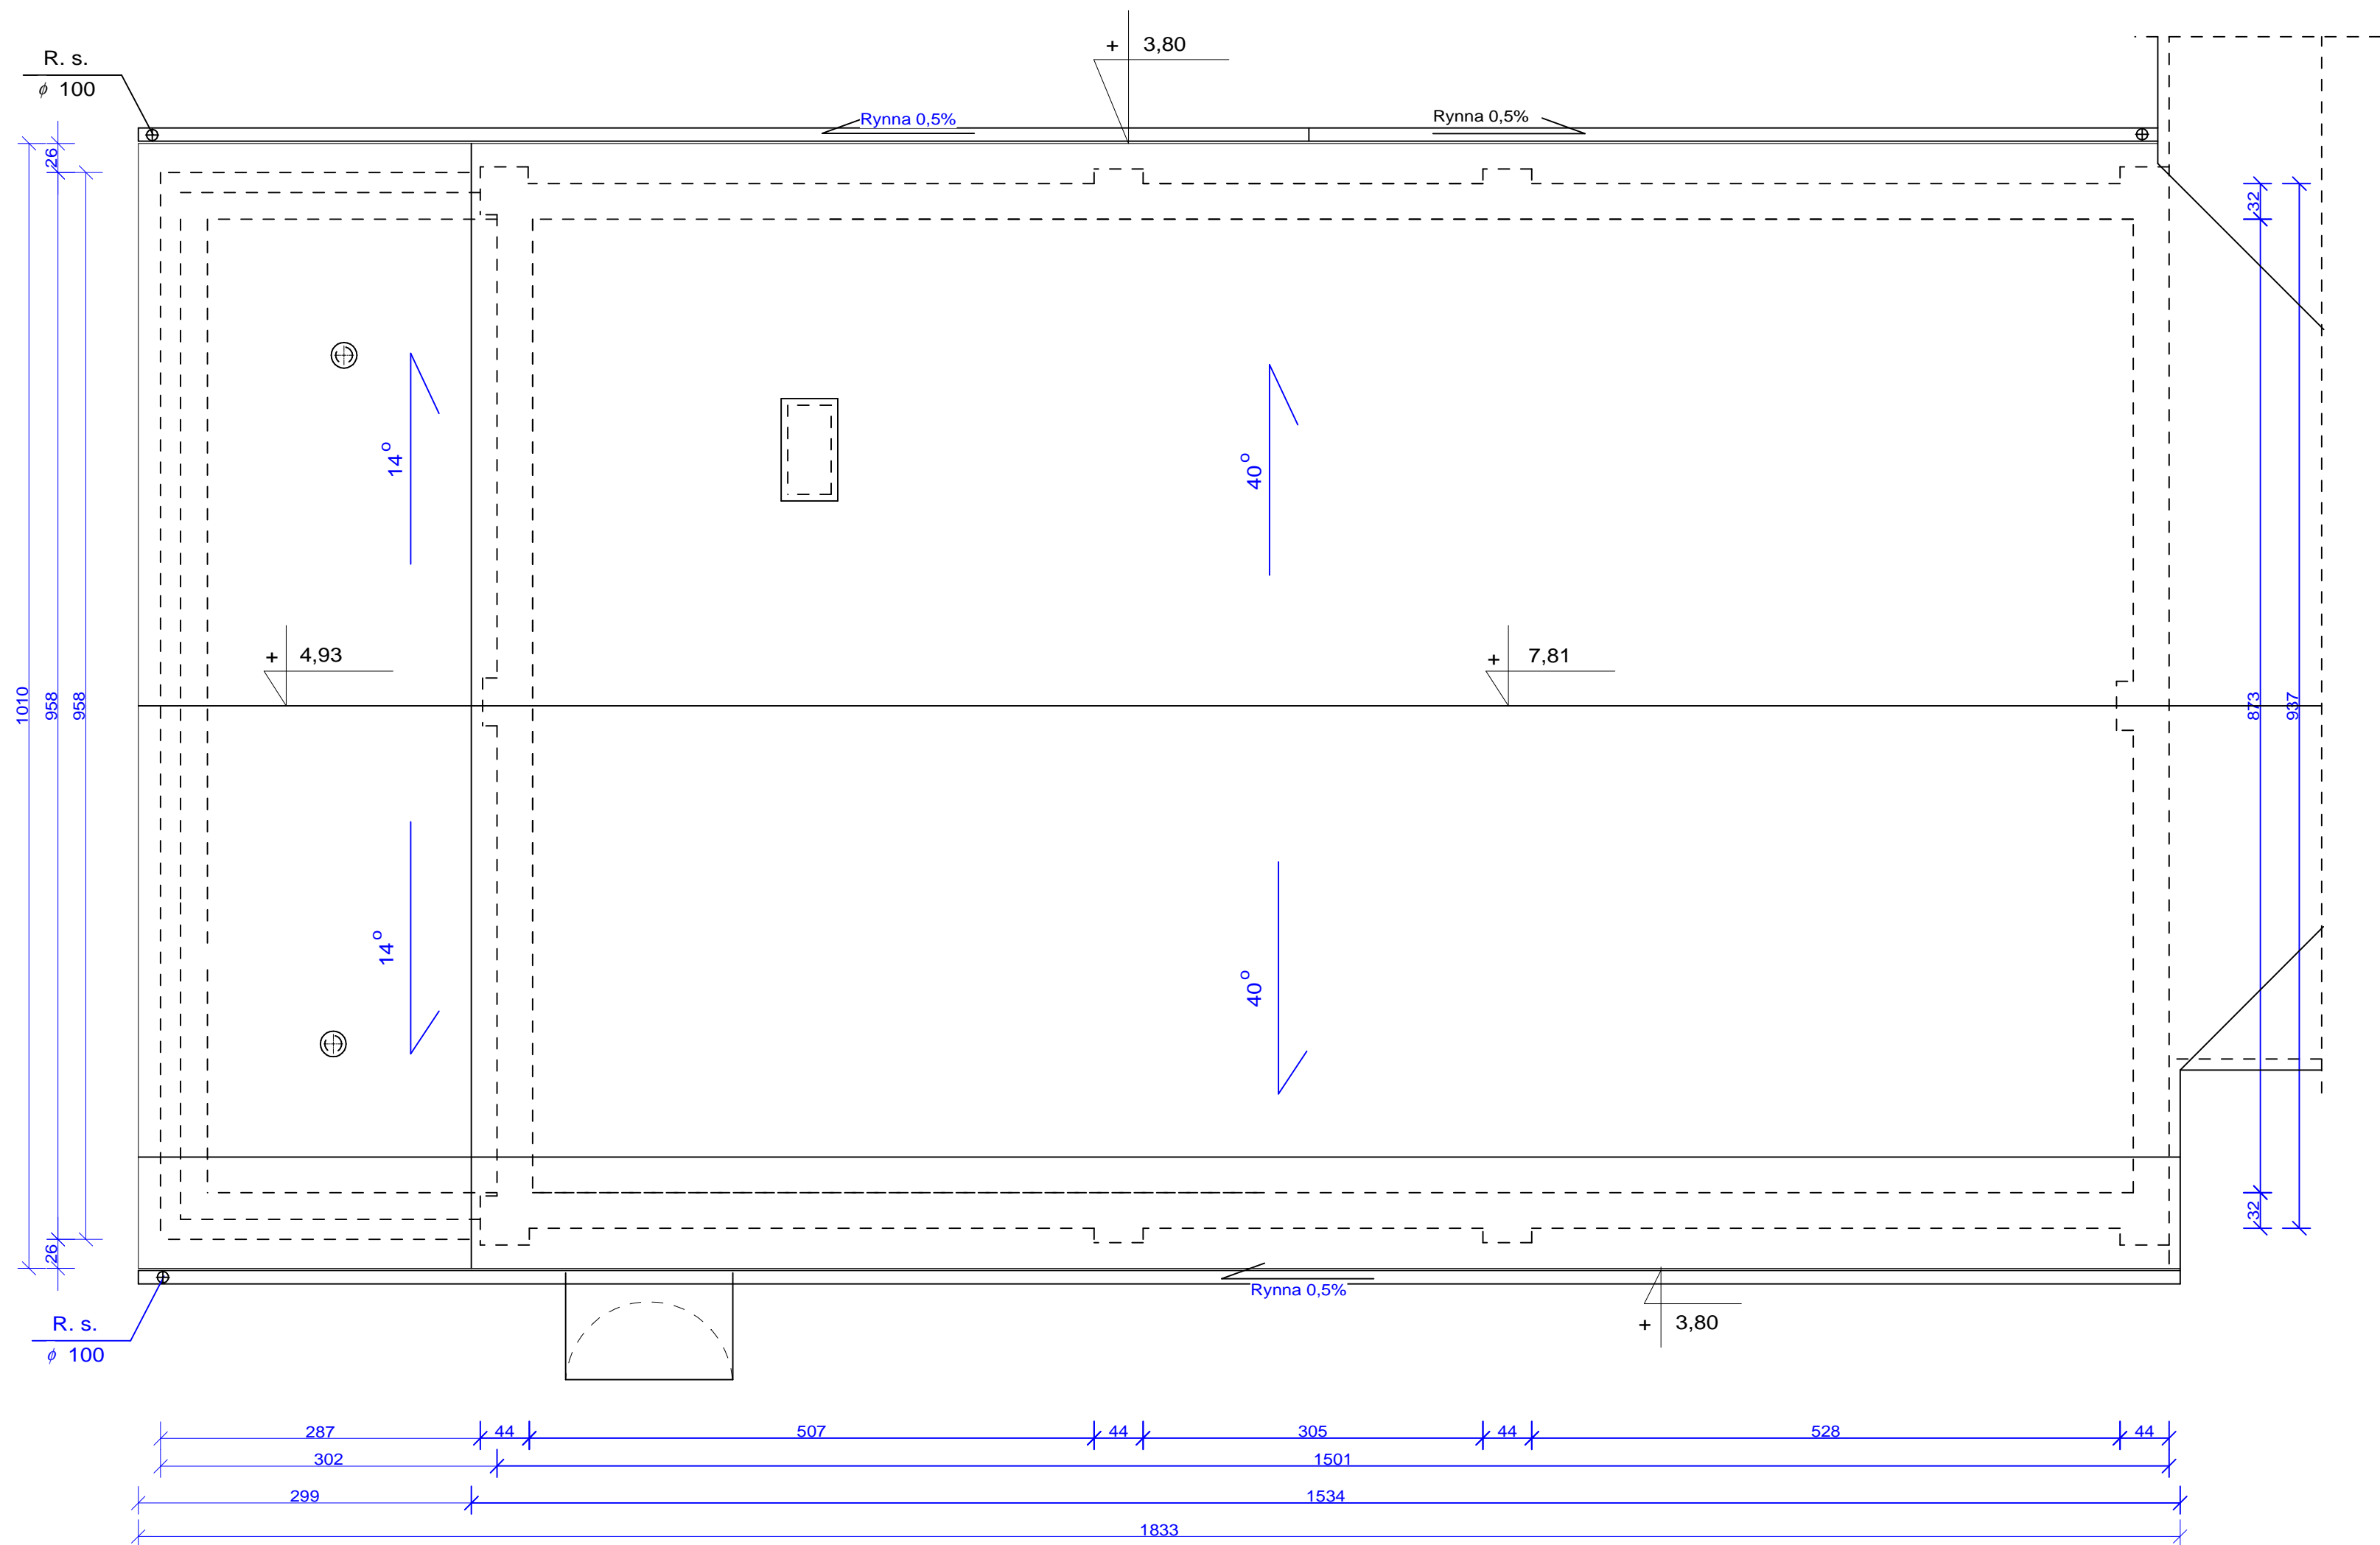 R. s.
ϕ 100
+ 3,80
Rynna 0,5%
Rynna 0,5%
26
32
14°
40°
+ 4,93
+ 7,81
1010
958
958
873
937
14°
40°
26
32
Rynna 0,5%
R. s.
ϕ 100
+ 3,80
287 44 507 44 305 44 528 44
302 1501
299 1534
1833